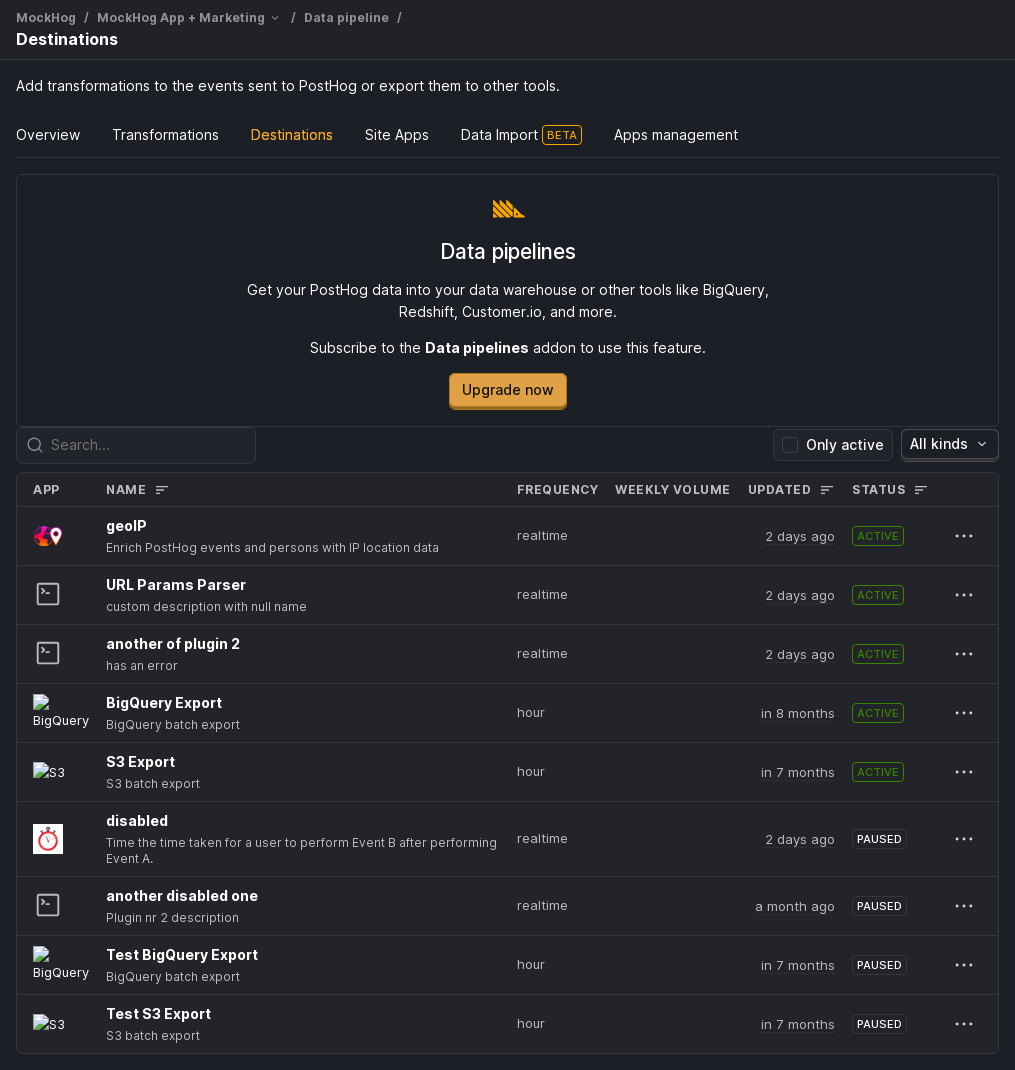 MockHog / MockHog App + Marketing / Data pipeline /
Destinations
Add transformations to the events sent to PostHog or export them to other tools.
Overview Transformations Destinations Site Apps Data Import BETA Apps management
Data pipelines
Get your PostHog data into your data warehouse or other tools like BigQuery,
Redshift, Customer.io, and more.
Subscribe to the Data pipelines addon to use this feature.
Upgrade now
Search... Only active All kinds
APP NAME FREQUENCY WEEKLY VOLUME UPDATED STATUS
geoIP
Enrich PostHog events and persons with IP location data
realtime 2 days ago ACTIVE
URL Params Parser
custom description with null name
realtime 2 days ago ACTIVE
another of plugin 2
has an error
realtime 2 days ago ACTIVE
BigQuery
BigQuery Export
BigQuery batch export
hour in 8 months ACTIVE
S3
S3 Export
S3 batch export
hour in 7 months ACTIVE
disabled
Time the time taken for a user to perform Event B after performing
Event A.
realtime 2 days ago PAUSED
another disabled one
Plugin nr 2 description
realtime a month ago PAUSED
BigQuery
Test BigQuery Export
BigQuery batch export
hour in 7 months PAUSED
S3
Test S3 Export
S3 batch export
hour in 7 months PAUSED